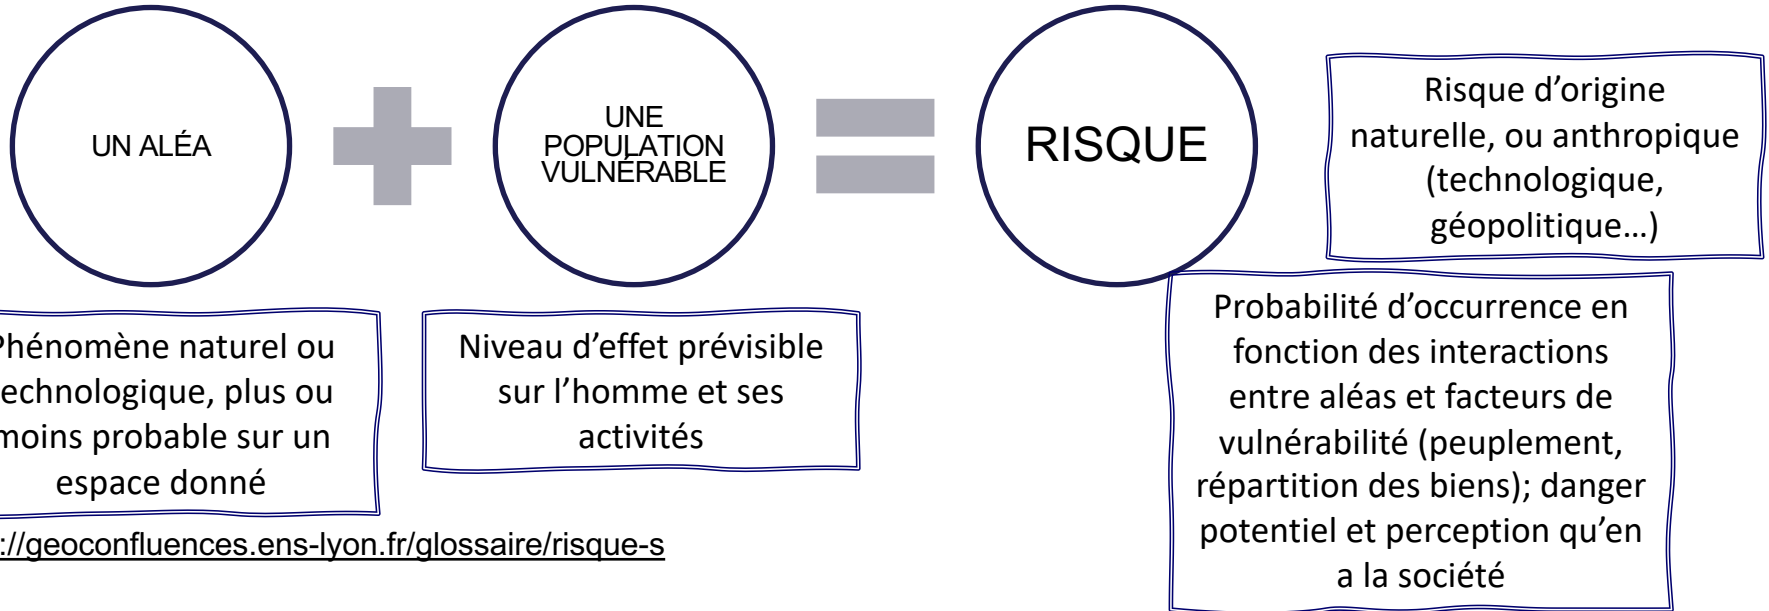 UN ALÉA
UNE
POPULATION
VULNÉRABLE
RISQUE
Risque d’origine
naturelle, ou anthropique
(technologique,
géopolitique…)
Phénomène naturel ou
technologique, plus ou
moins probable sur un
espace donné
Niveau d’effet prévisible
sur l’homme et ses
activités
Probabilité d’occurrence en
fonction des interactions
entre aléas et facteurs de
vulnérabilité (peuplement,
répartition des biens); danger
potentiel et perception qu’en
a la société
://geoconfluences.ens-lyon.fr/glossaire/risque-s